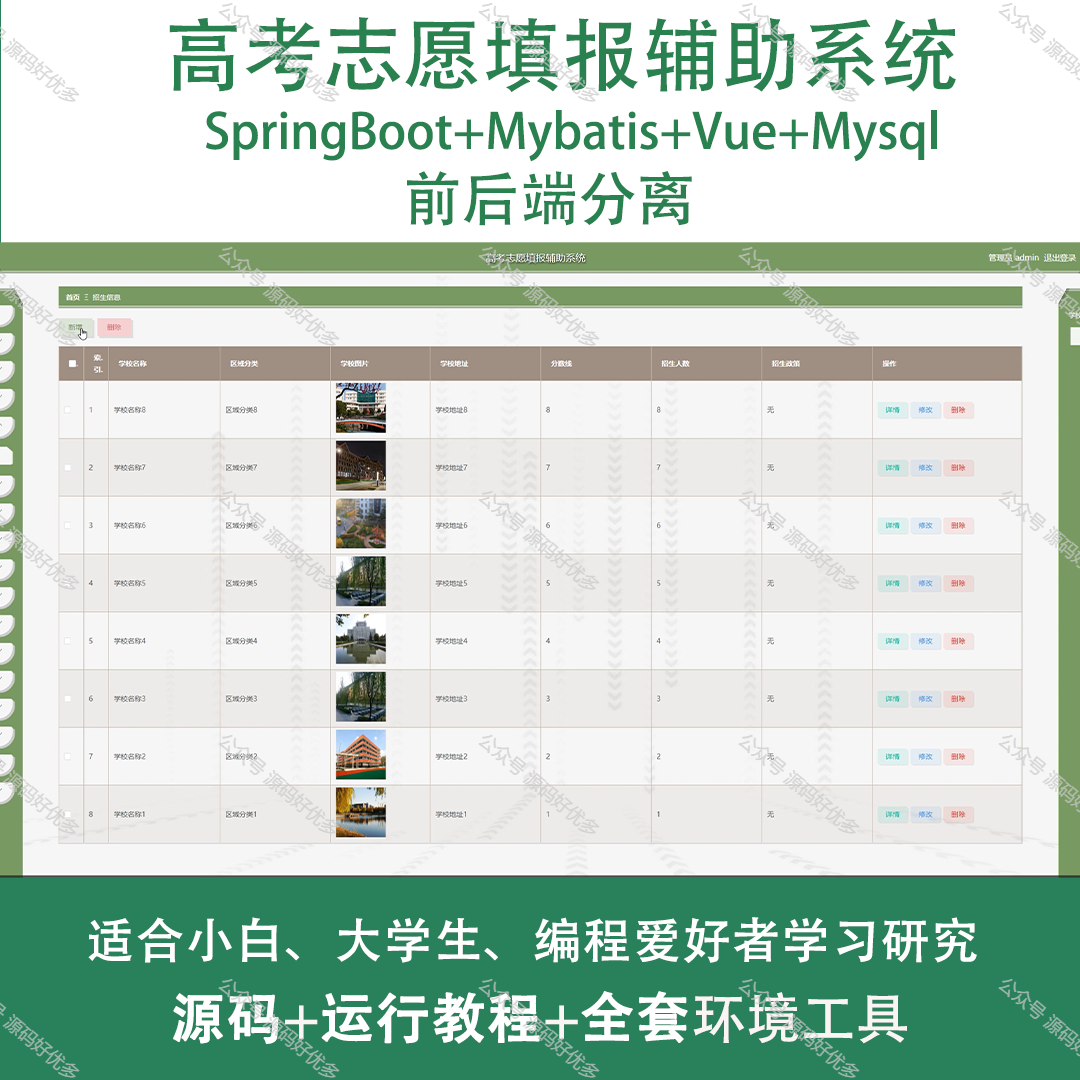 高考志愿填报辅助系统
SpringBoot+Mybatis+Vue+Mysql
前后端分离
高考志愿填报辅助系统
管理员 admin 退出登录
首页 招生信息
新增 删除
索引 学校名称 区域分类 学校图片 学校地址 分数线 招生人数 招生政策 操作
1 学校名称8 区域分类8 学校地址8 8 8 无 详情 修改 删除
2 学校名称7 区域分类7 学校地址7 7 7 无 详情 修改 删除
3 学校名称6 区域分类6 学校地址6 6 6 无 详情 修改 删除
4 学校名称5 区域分类5 学校地址5 5 5 无 详情 修改 删除
5 学校名称4 区域分类4 学校地址4 4 4 无 详情 修改 删除
6 学校名称3 区域分类3 学校地址3 3 3 无 详情 修改 删除
7 学校名称2 区域分类2 学校地址2 2 2 无 详情 修改 删除
8 学校名称1 区域分类1 学校地址1 1 1 无 详情 修改 删除
适合小白、大学生、编程爱好者学习研究
源码+运行教程+全套环境工具
公众号 源码好优多